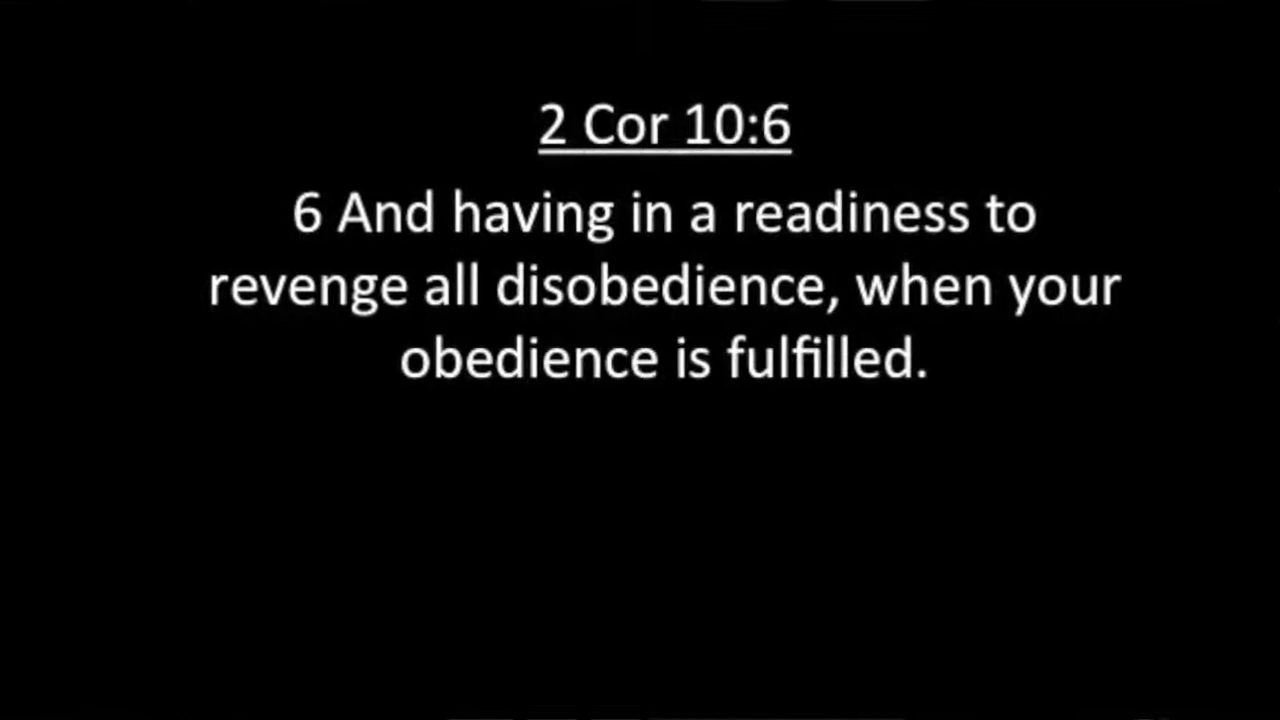 2 Cor 10:6
6 And having in a readiness to
revenge all disobedience, when your
obedience is fulfilled.